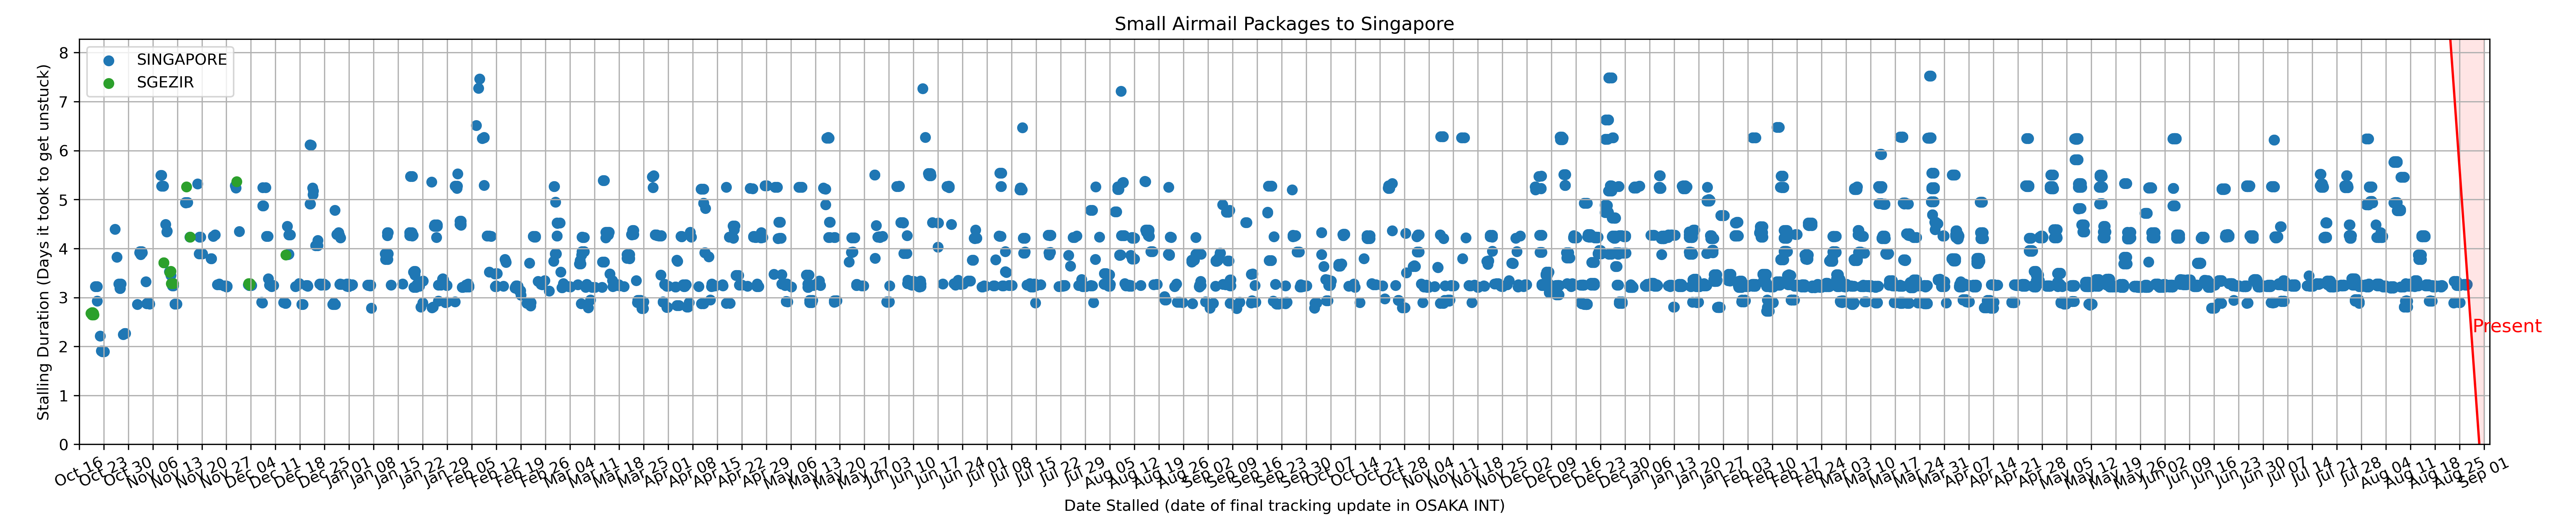 Small Airmail Packages to Singapore
SINGAPORE
SGEZIR
Stalling Duration (Days it took to get unstuck)
8
7
6
5
4
3
2
1
0
Present
Oct 16
Oct 23
Oct 30
Nov 06
Nov 13
Nov 20
Nov 27
Dec 04
Dec 11
Dec 18
Dec 25
Jan 01
Jan 08
Jan 15
Jan 22
Jan 29
Feb 05
Feb 12
Feb 19
Feb 26
Mar 04
Mar 11
Mar 18
Mar 25
Apr 01
Apr 08
Apr 15
Apr 22
Apr 29
May 06
May 13
May 20
May 27
Jun 03
Jun 10
Jun 17
Jun 24
Jul 01
Jul 08
Jul 15
Jul 22
Jul 29
Aug 05
Aug 12
Aug 19
Aug 26
Sep 02
Sep 09
Sep 16
Sep 23
Sep 30
Oct 07
Oct 14
Oct 21
Oct 28
Nov 04
Nov 11
Nov 18
Nov 25
Dec 02
Dec 09
Dec 16
Dec 23
Dec 30
Jan 06
Jan 13
Jan 20
Jan 27
Feb 03
Feb 10
Feb 17
Feb 24
Mar 03
Mar 10
Mar 17
Mar 24
Mar 31
Apr 07
Apr 14
Apr 21
Apr 28
May 05
May 12
May 19
May 26
Jun 02
Jun 09
Jun 16
Jun 23
Jun 30
Jul 07
Jul 14
Jul 21
Jul 28
Aug 04
Aug 11
Aug 18
Aug 25
Sep 01
Date Stalled (date of final tracking update in OSAKA INT)